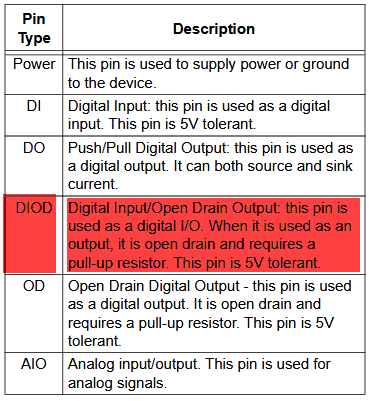 Pin
Type
Description
Power
This pin is used to supply power or ground
to the device.
DI
Digital Input: this pin is used as a digital
input. This pin is 5V tolerant.
DO
Push/Pull Digital Output: this pin is used as
a digital output. It can both source and sink
current.
DIOD
Digital Input/Open Drain Output: this pin is
used as a digital I/O. When it is used as an
output, it is open drain and requires a
pull-up resistor. This pin is 5V tolerant.
OD
Open Drain Digital Output - this pin is used
as a digital output. It is open drain and
requires a pull-up resistor. This pin is 5V
tolerant.
AIO
Analog input/output. This pin is used for
analog signals.